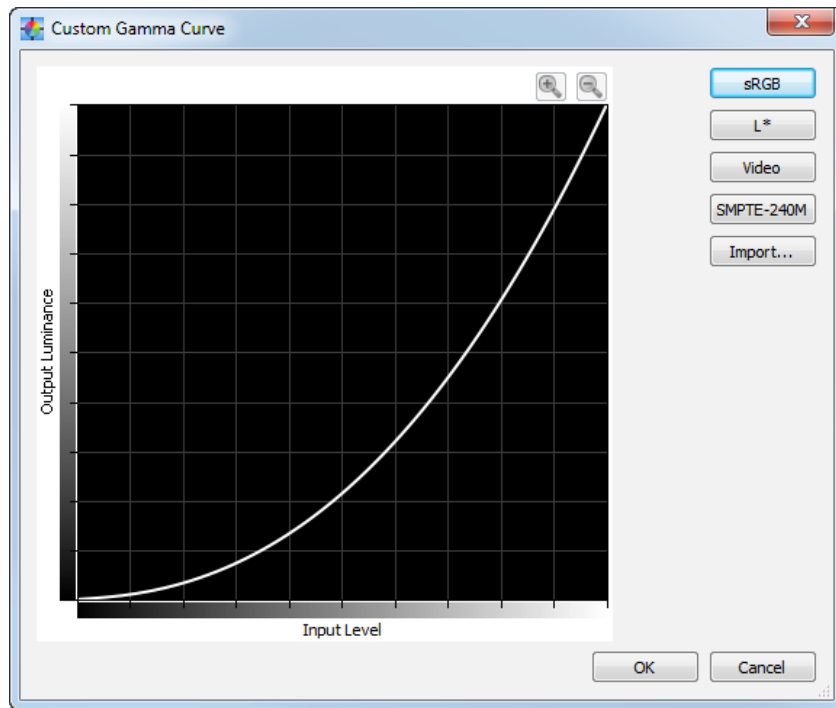 Custom Gamma Curve
sRGB
L*
Video
SMPTE-240M
Import...
Output Luminance
Input Level
OK
Cancel